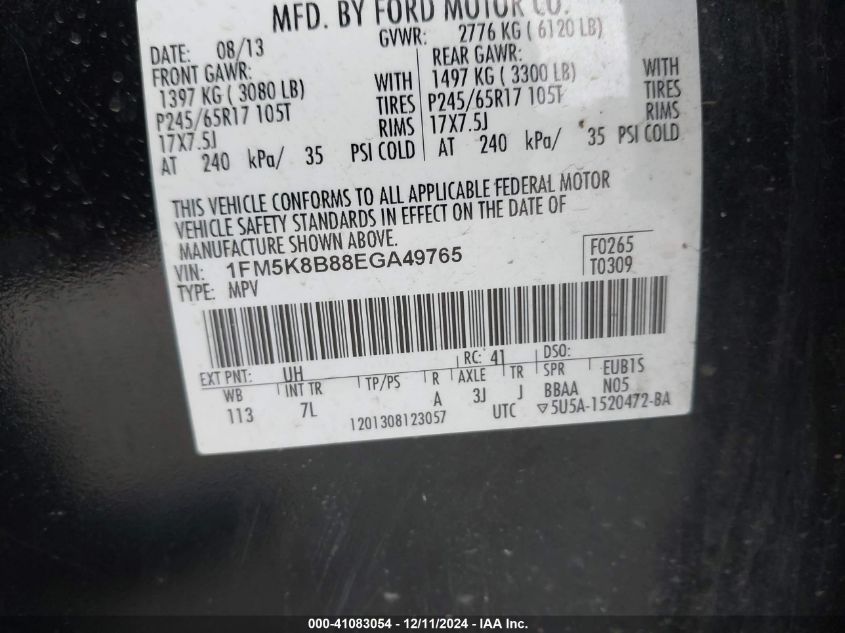 MFD. BY FORD MOTOR CO.
DATE: 08/13 GVWR: 2776 KG ( 6120 LB)
FRONT GAWR: REAR GAWR:
1397 KG ( 3080 LB) WITH 1497 KG ( 3300 LB) WITH
P245/65R17 105T TIRES P245/65R17 105T TIRES
17X7.5J RIMS 17X7.5J RIMS
AT 240 kPa/ 35 PSI COLD AT 240 kPa/ 35 PSI COLD
THIS VEHICLE CONFORMS TO ALL APPLICABLE FEDERAL MOTOR
VEHICLE SAFETY STANDARDS IN EFFECT ON THE DATE OF
MANUFACTURE SHOWN ABOVE.
VIN: 1FM5K8B88EGA49765 F0265
TYPE: MPV T0309
EXT PNT: UH RC: 41 DSO:
WB INT TR TP/PS R AXLE TR SPR EUB1S
113 7L A 3J J BBAA N05
1201308123057 UTC ▽5U5A-1520472-BA
000-41083054 - 12/11/2024 - IAA Inc.